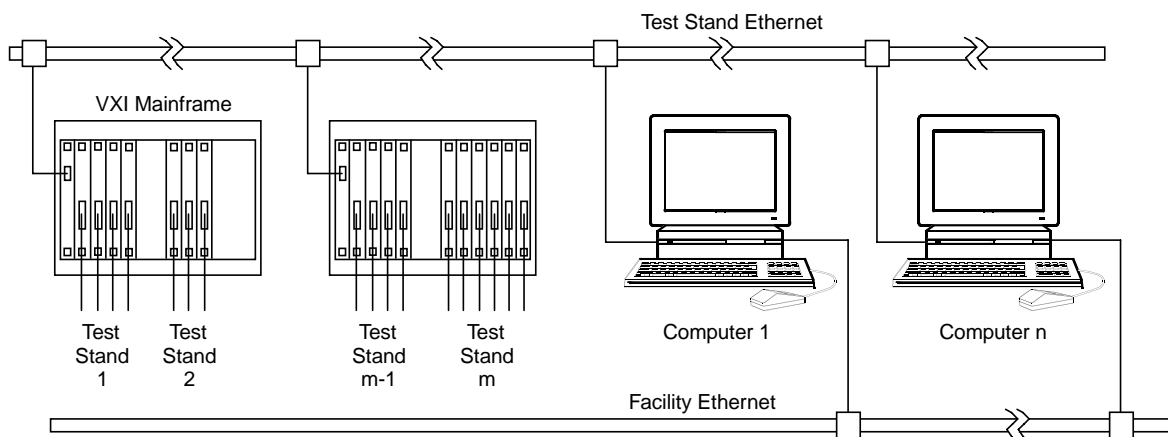 Test Stand Ethernet
VXI Mainframe
Test
Stand
1
Test
Stand
2
Test
Stand
m-1
Test
Stand
m
Computer 1
Computer n
Facility Ethernet